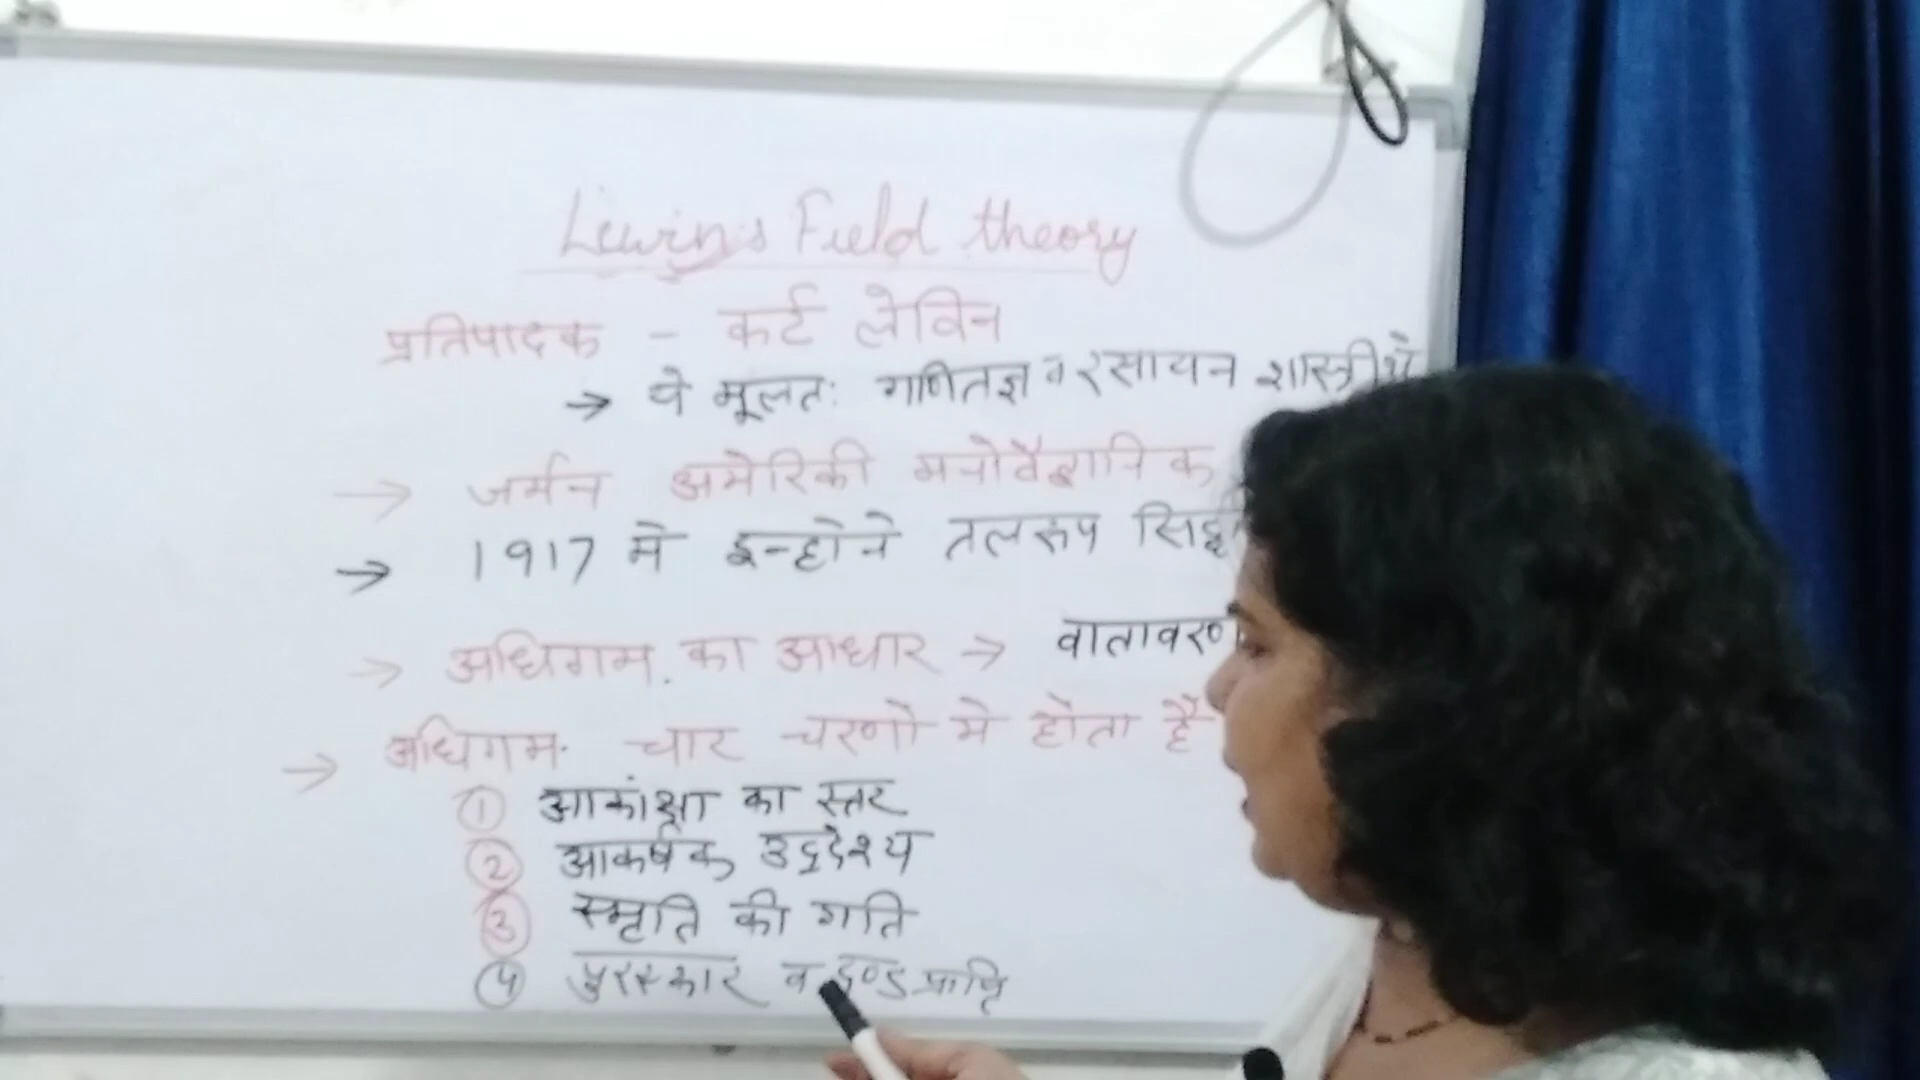 Lewin's Field theory
प्रतिपादक - कर्ट लेविन
→ ये मूलतः गणितज्ञ व रसायन शास्त्री थे
→ जर्मन अमेरिकी मनोवैज्ञानिक
→ 1917 मे इन्होने तलरूप
→ अधिगम का आधार → वातावरण
→ अधिगम चार चरणो मे होता है
① आकांक्षा का स्तर
② आकर्षक उद्देश्य
③ स्मृति की गति
④ पुरस्कार व दण्ड प्राप्ति